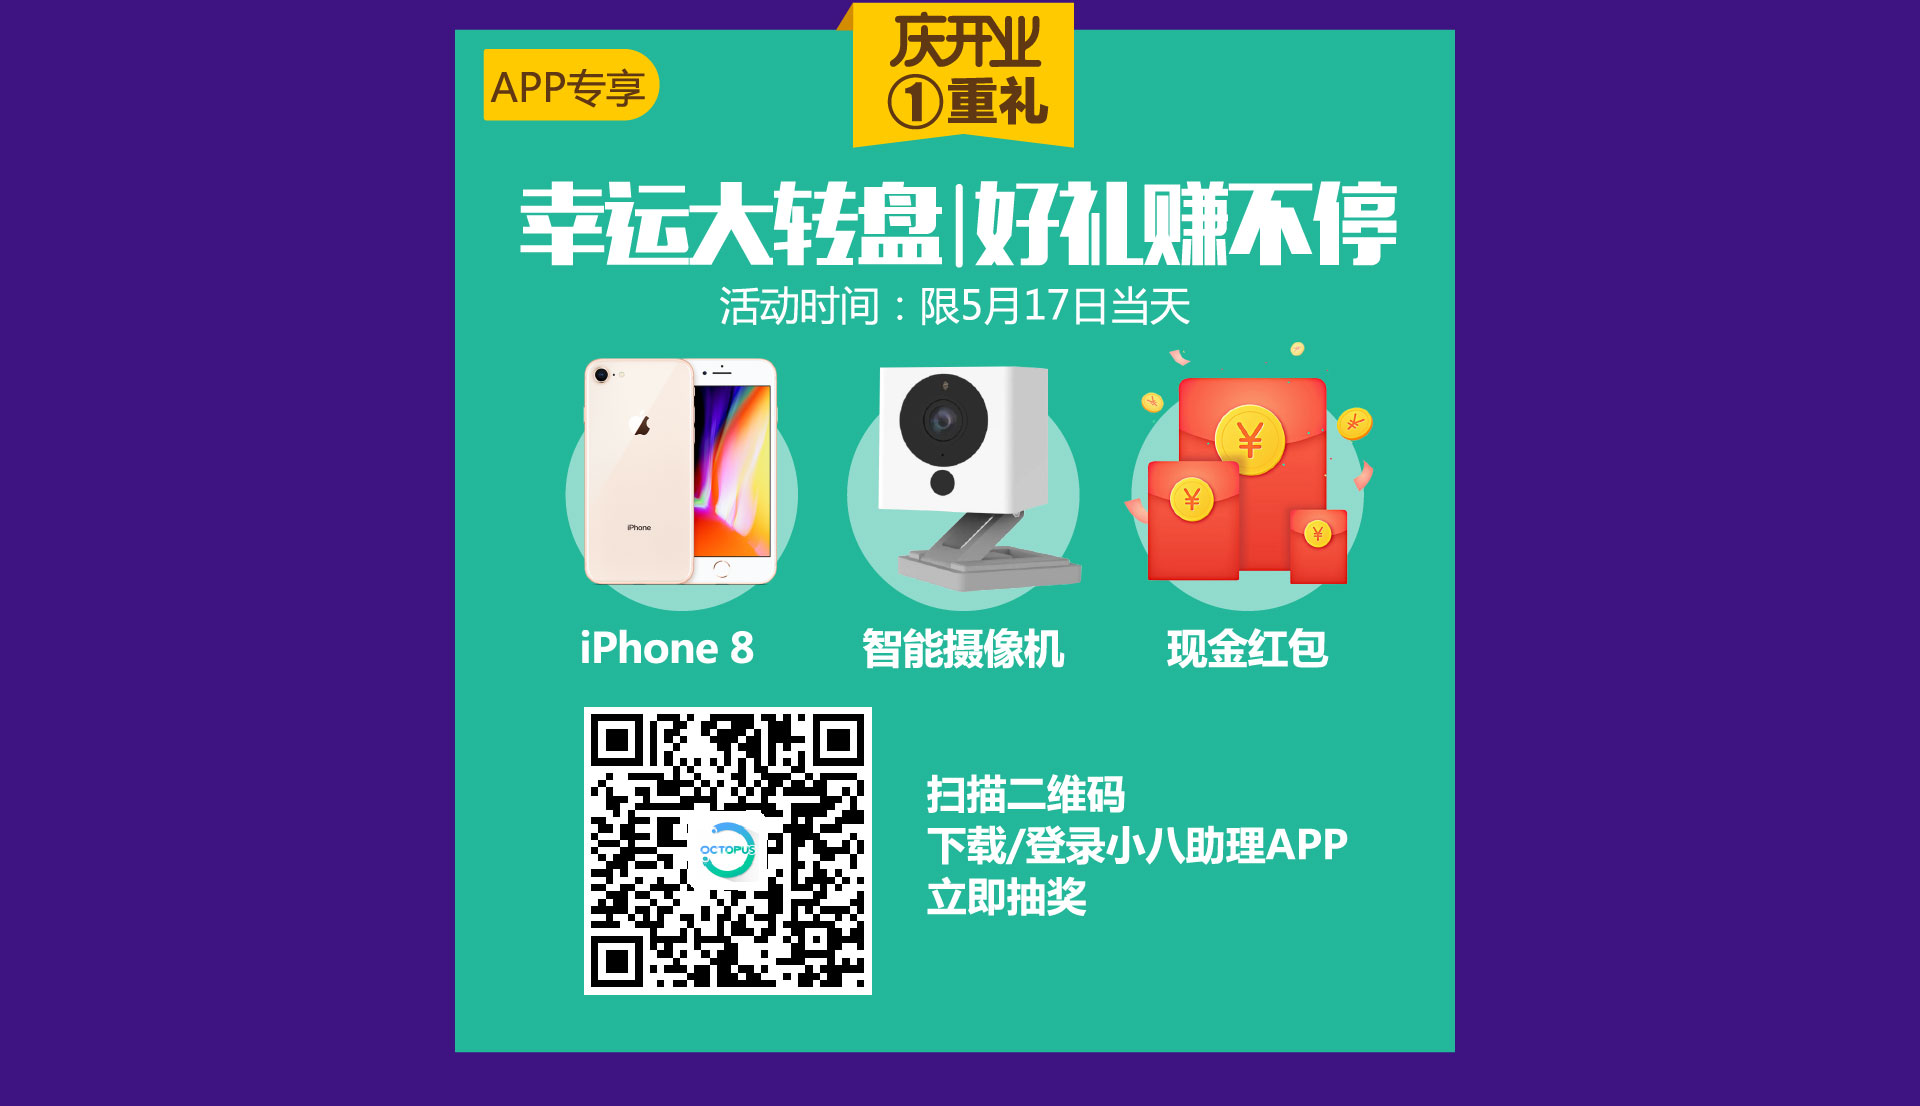 庆开业
①重礼
APP专享
幸运大转盘|好礼赚不停
活动时间：限5月17日当天
iPhone
iPhone 8
智能摄像机
现金红包
OCTOPUS
扫描二维码
下载/登录小八助理APP
立即抽奖